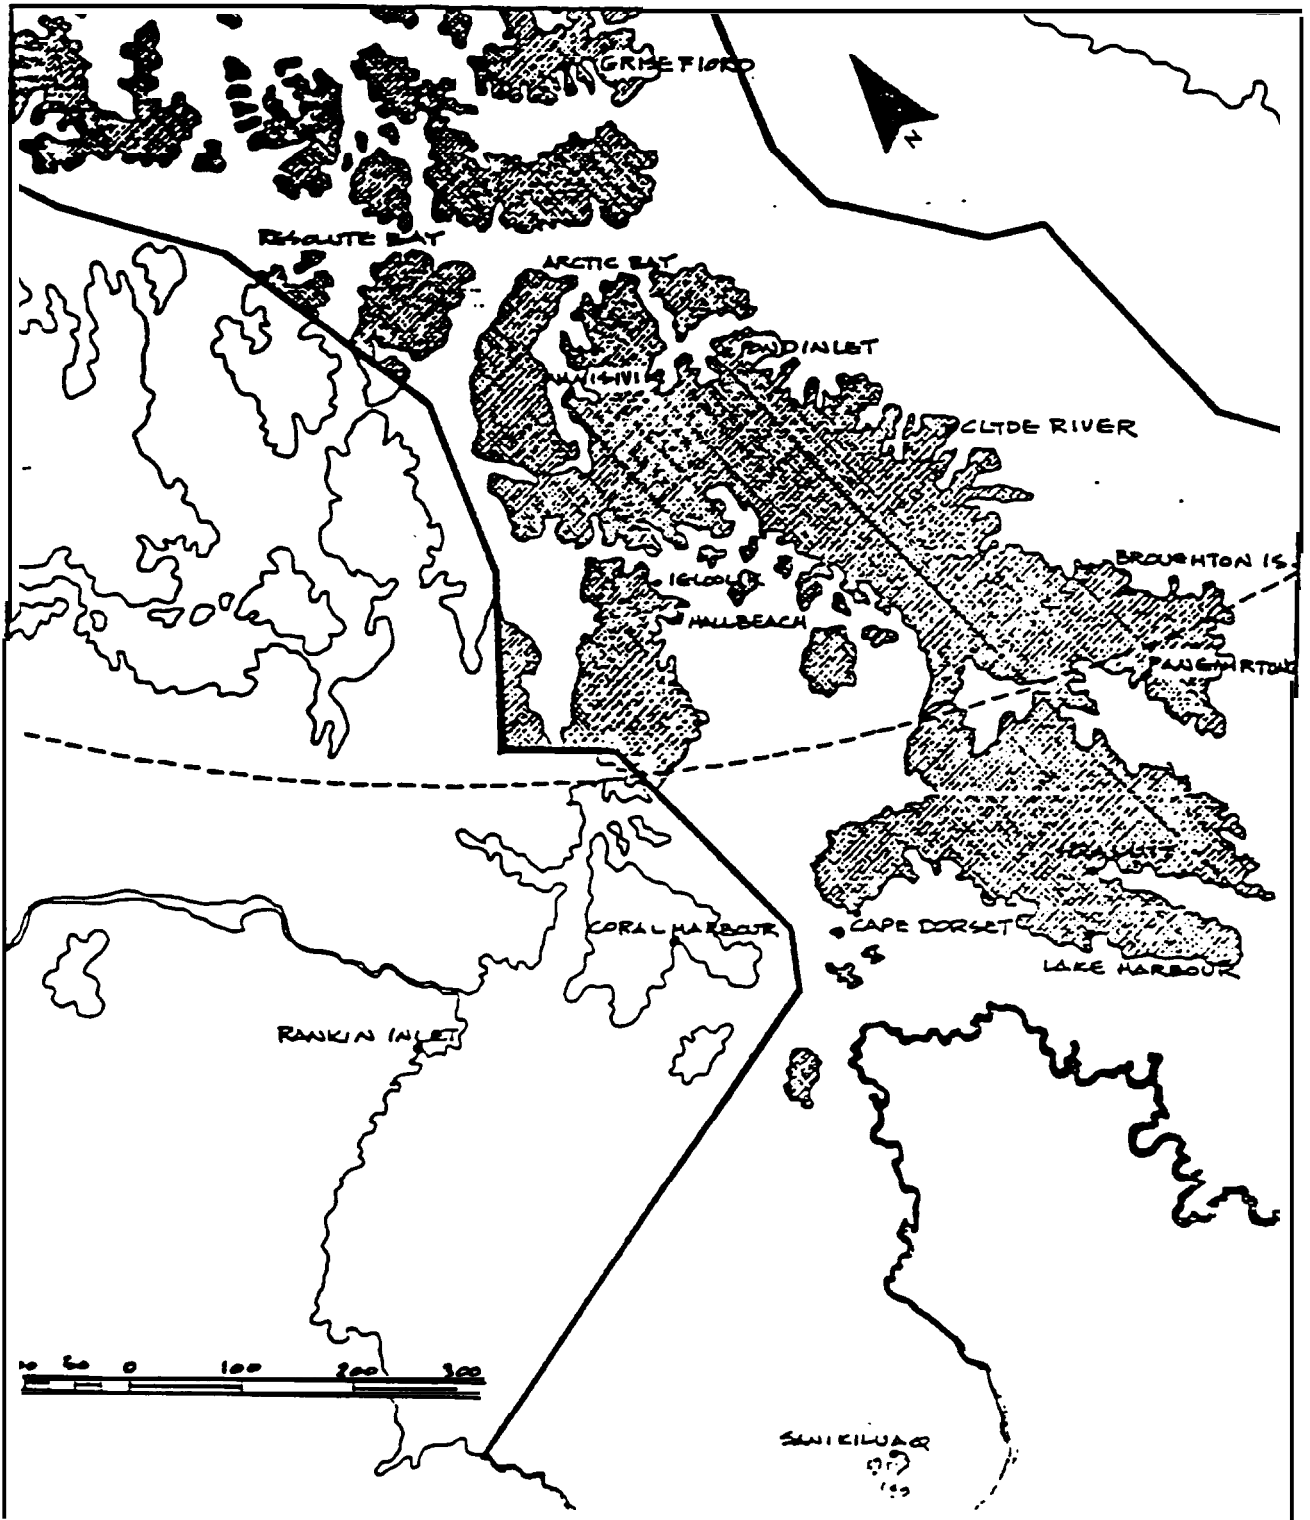 GRISE FIORD
N
RESOLUTE BAY
ARCTIC BAY
POND INLET
NANISIVIK
CLYDE RIVER
BROUGHTON IS.
IGLOOLIK
HALL BEACH
PANGNIRTUNG
CORAL HARBOUR
CAPE DORSET
LAKE HARBOUR
RANKIN INLET
50 0 100 200 300
SANIKILUAQ